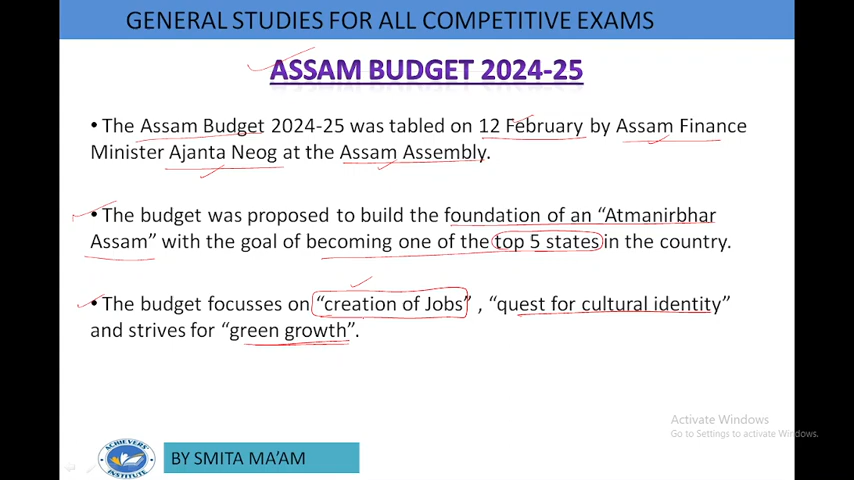 GENERAL STUDIES FOR ALL COMPETITIVE EXAMS
ASSAM BUDGET 2024-25
• The Assam Budget 2024-25 was tabled on 12 February by Assam Finance
Minister Ajanta Neog at the Assam Assembly.
• The budget was proposed to build the foundation of an “Atmanirbhar
Assam” with the goal of becoming one of the top 5 states in the country.
• The budget focusses on “creation of Jobs” , “quest for cultural identity”
and strives for “green growth”.
Activate Windows
Go to Settings to activate Windows.
ACHIEVERS'
INSTITUTE
BY SMITA MA’AM